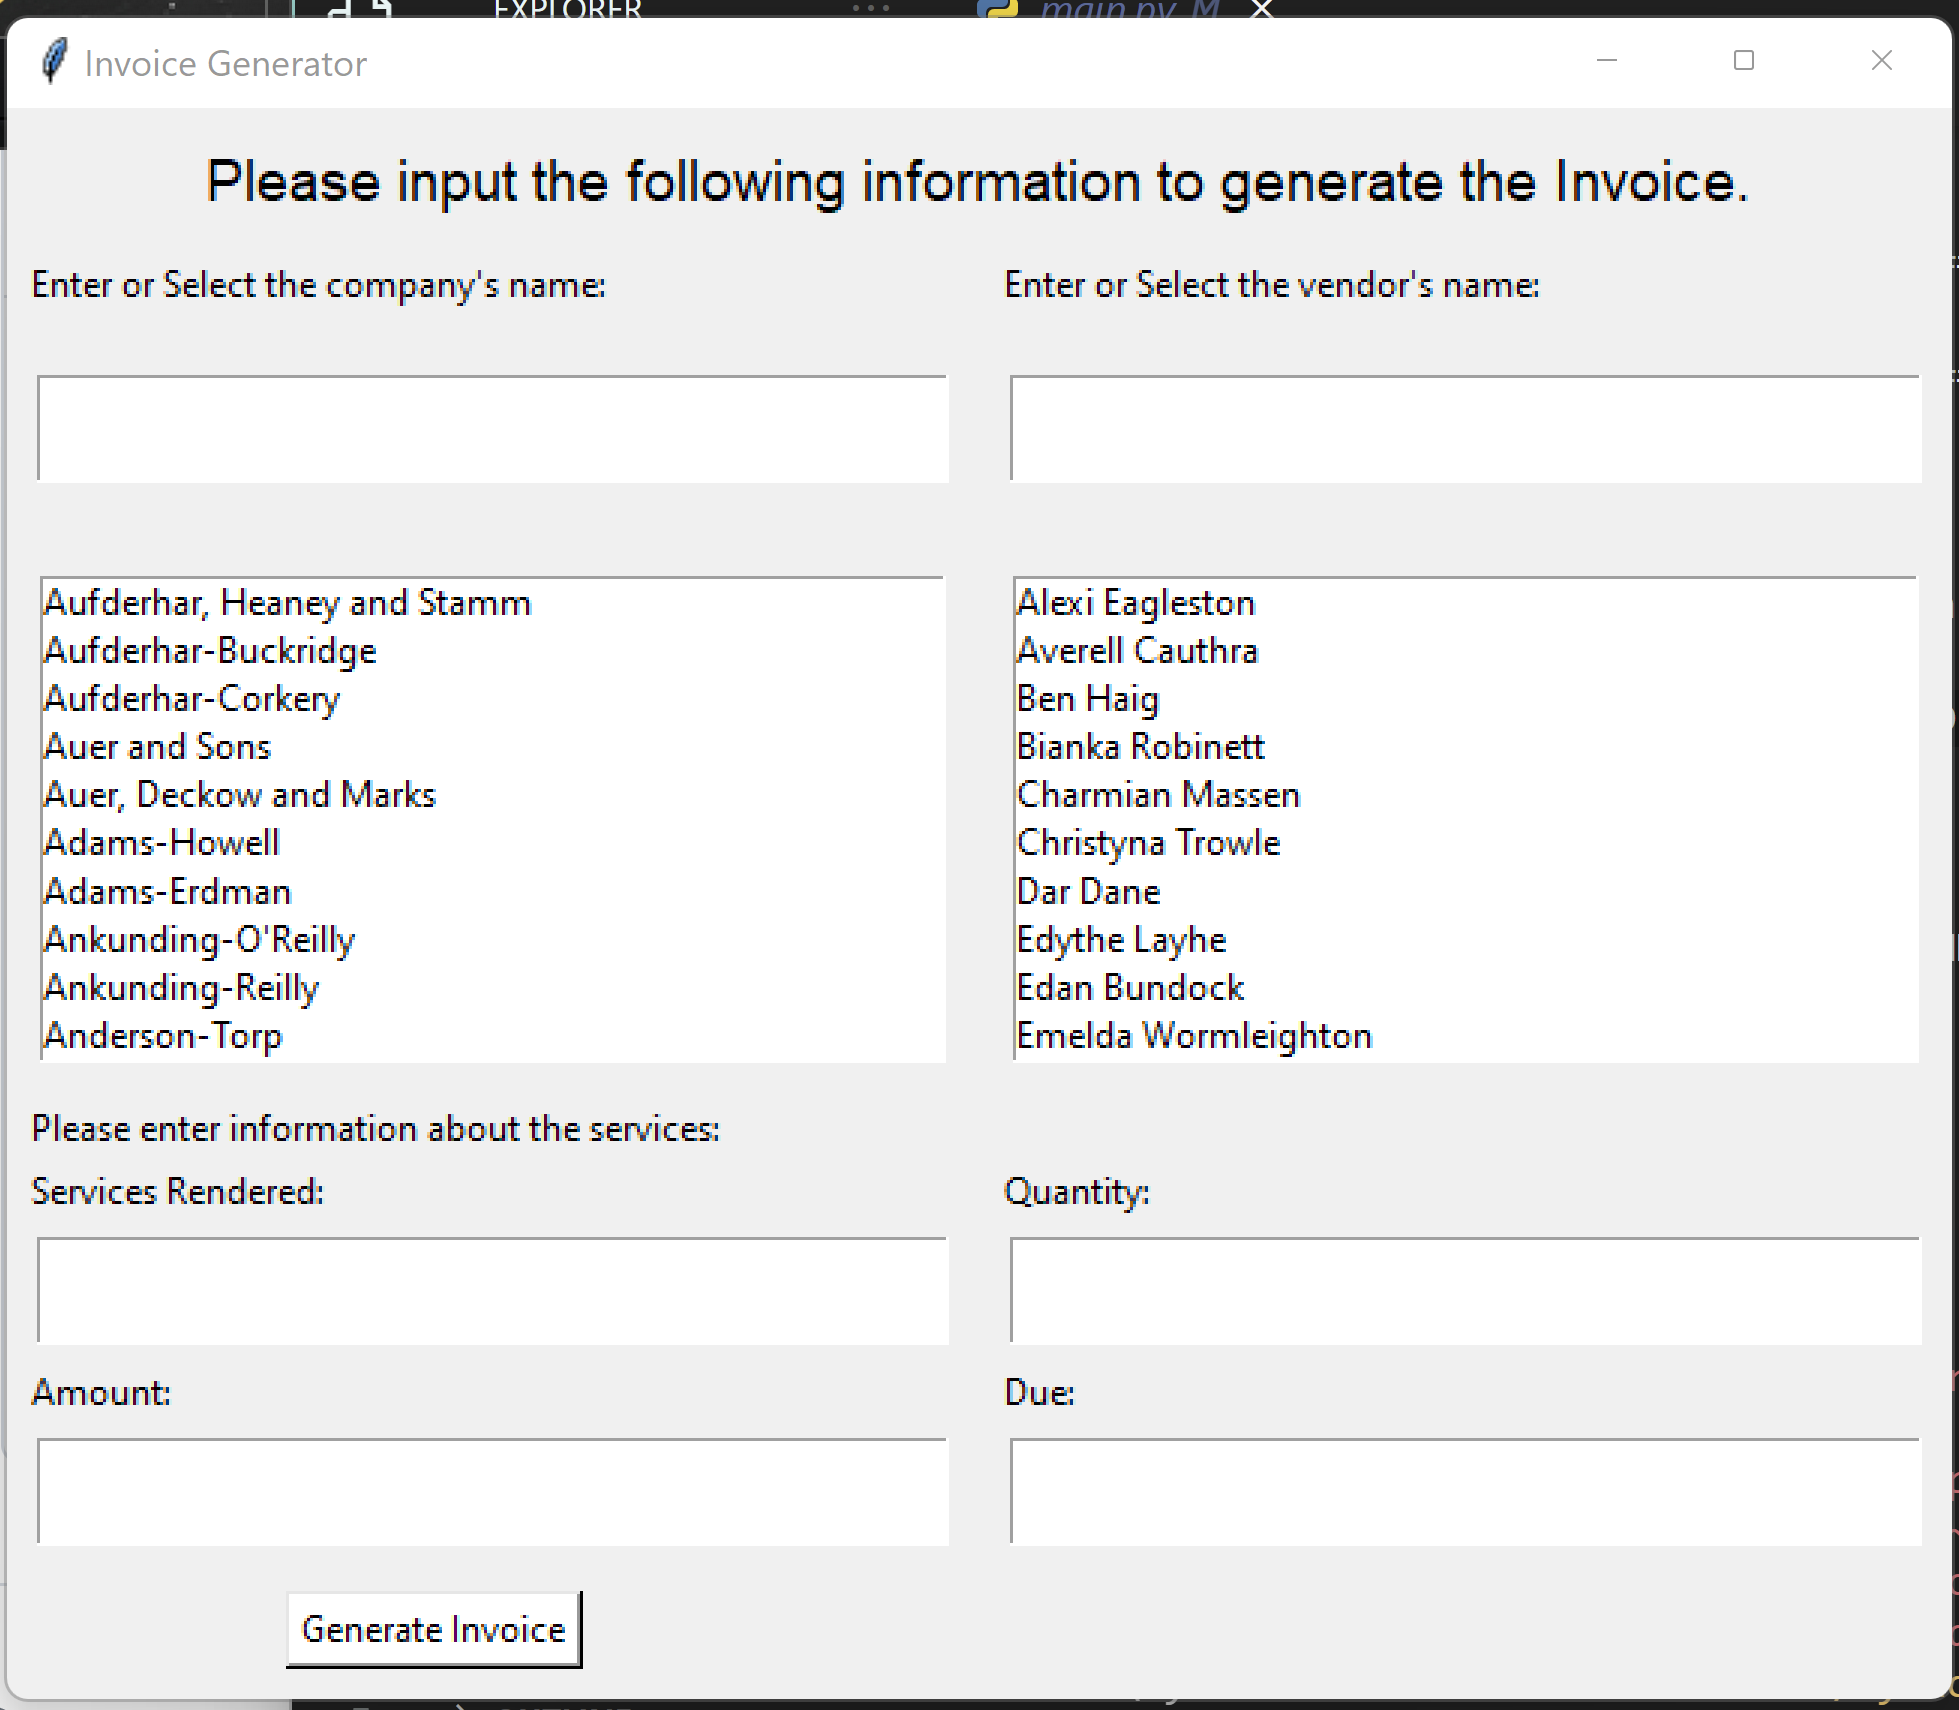 EXPLORER
main.py M
Invoice Generator
Please input the following information to generate the Invoice.
Enter or Select the company's name:
Enter or Select the vendor's name:
Aufderhar, Heaney and Stamm
Aufderhar-Buckridge
Aufderhar-Corkery
Auer and Sons
Auer, Deckow and Marks
Adams-Howell
Adams-Erdman
Ankunding-O'Reilly
Ankunding-Reilly
Anderson-Torp
Alexi Eagleston
Averell Cauthra
Ben Haig
Bianka Robinett
Charmian Massen
Christyna Trowle
Dar Dane
Edythe Layhe
Edan Bundock
Emelda Wormleighton
Please enter information about the services:
Services Rendered:
Quantity:
Amount:
Due:
Generate Invoice